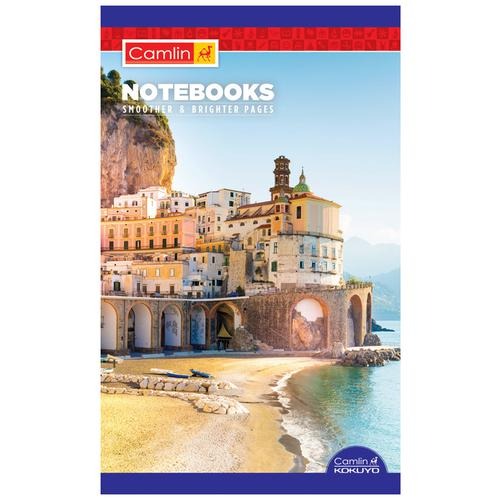 Camlin
NOTEBOOKS
SMOOTHER & BRIGHTER PAGES
Camlin
KOKUYO